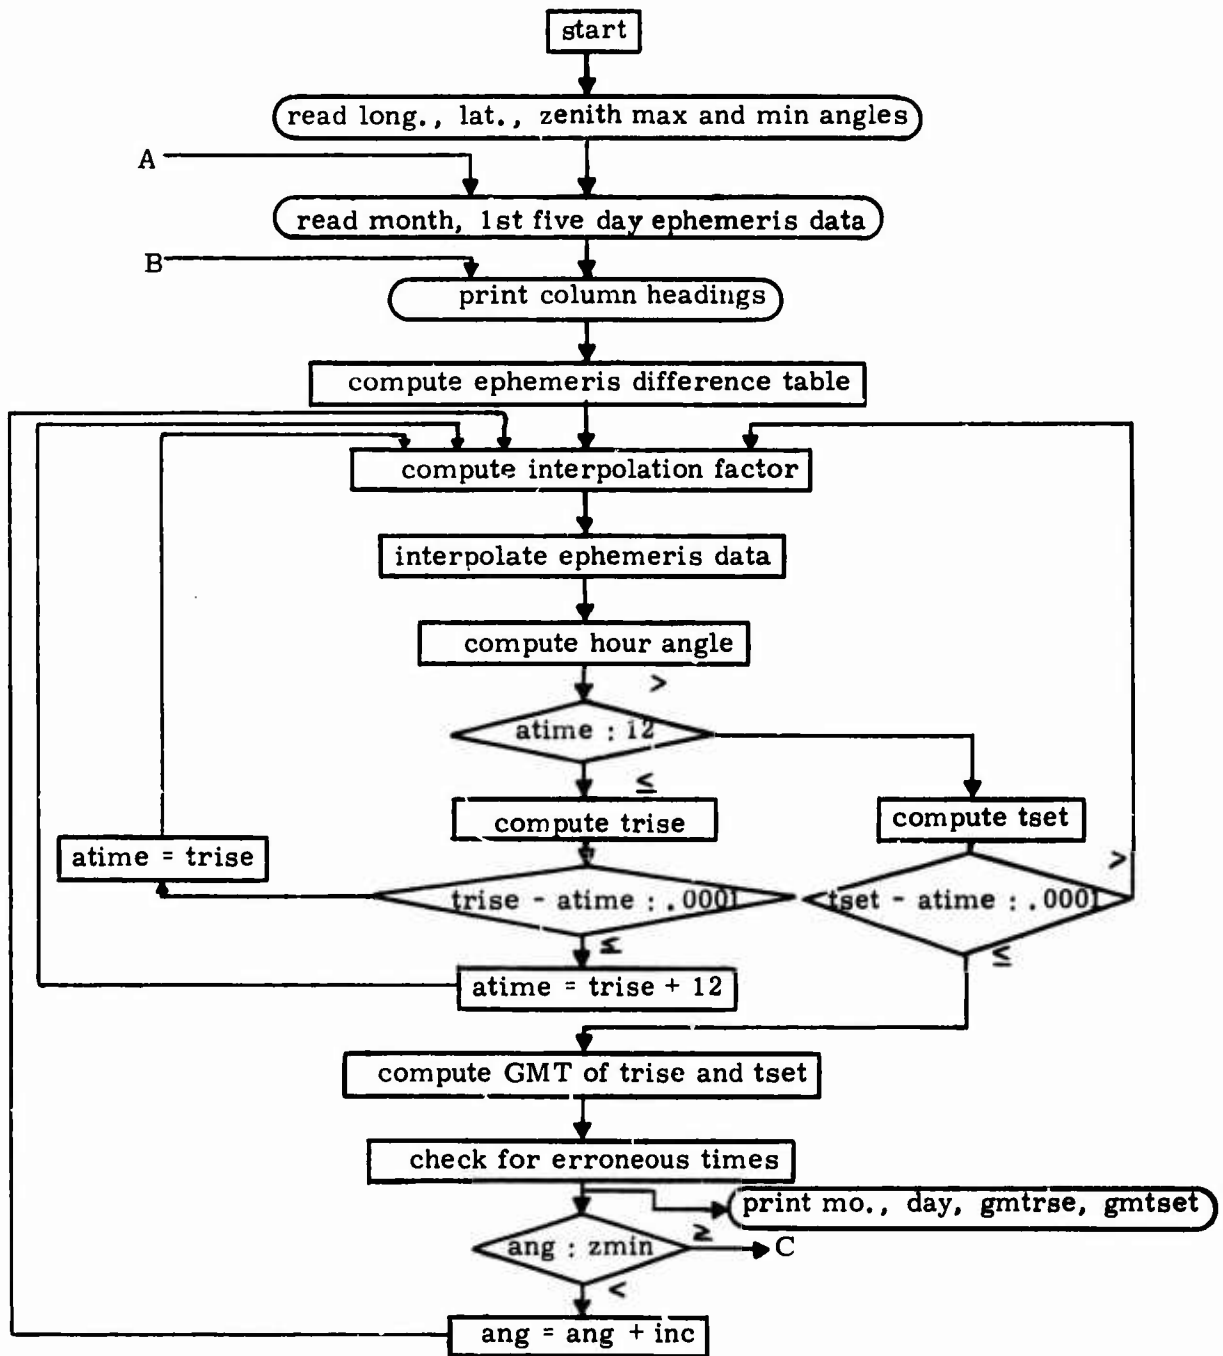 start
read long., lat., zenith max and min angles
A
read month, 1st five day ephemeris data
B
print column headings
compute ephemeris difference table
compute interpolation factor
interpolate ephemeris data
compute hour angle
>
atime : 12
≤
compute trise
compute tset
atime = trise
>
trise - atime : .0001
tset - atime : .0001
≤
≤
atime = trise + 12
compute GMT of trise and tset
check for erroneous times
print mo., day, gmtrse, gmtset
ang : zmin
≥
C
<
ang = ang + inc